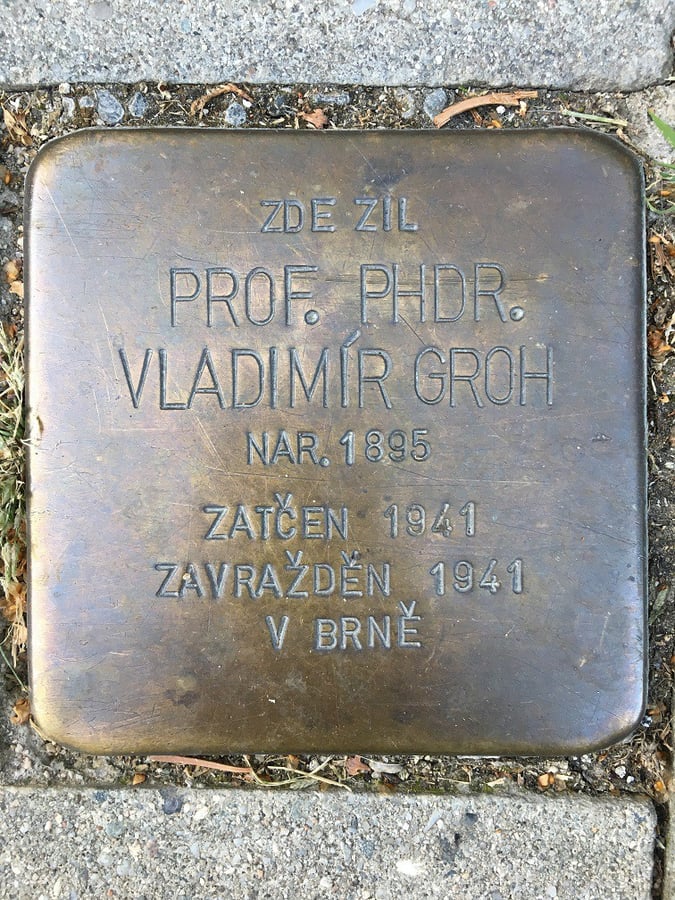 ZDE ŽIL
PROF. PHDR.
VLADIMÍR GROH
NAR. 1895
ZATČEN 1941
ZAVRAŽDĚN 1941
V BRNĚ